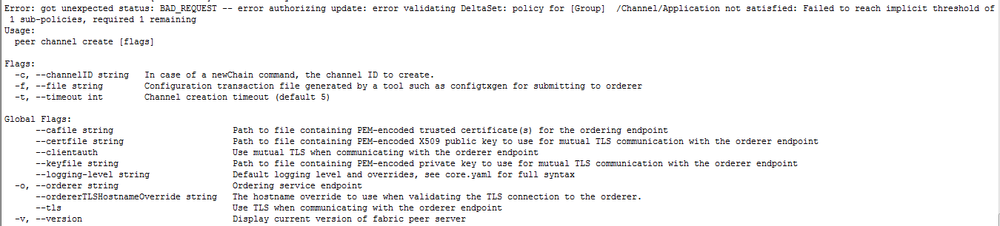 Error: got unexpected status: BAD_REQUEST -- error authorizing update: error validating DeltaSet: policy for [Group]  /Channel/Application not satisfied: Failed to reach implicit threshold of
 1 sub-policies, required 1 remaining
Usage:
  peer channel create [flags]

Flags:
  -c, --channelID string   In case of a newChain command, the channel ID to create.
  -f, --file string        Configuration transaction file generated by a tool such as configtxgen for submitting to orderer
  -t, --timeout int        Channel creation timeout (default 5)

Global Flags:
      --cafile string                       Path to file containing PEM-encoded trusted certificate(s) for the ordering endpoint
      --certfile string                     Path to file containing PEM-encoded X509 public key to use for mutual TLS communication with the orderer endpoint
      --clientauth                          Use mutual TLS when communicating with the orderer endpoint
      --keyfile string                      Path to file containing PEM-encoded private key to use for mutual TLS communication with the orderer endpoint
      --logging-level string                Default logging level and overrides, see core.yaml for full syntax
  -o, --orderer string                      Ordering service endpoint
      --ordererTLSHostnameOverride string   The hostname override to use when validating the TLS connection to the orderer.
      --tls                                 Use TLS when communicating with the orderer endpoint
  -v, --version                             Display current version of fabric peer server